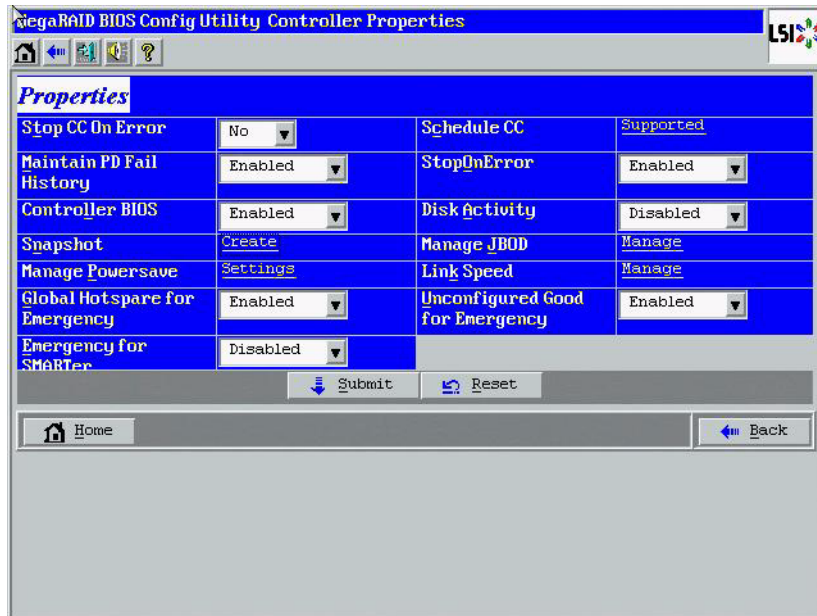 MegaRAID BIOS Config Utility Controller Properties
LSI
Properties
Stop CC On Error
No
Schedule CC
Supported
Maintain PD Fail
History
Enabled
StopOnError
Enabled
Controller BIOS
Enabled
Disk Activity
Disabled
Snapshot
Create
Manage JBOD
Manage
Manage Powersave
Settings
Link Speed
Manage
Global Hotspare for
Emergency
Enabled
Unconfigured Good
for Emergency
Enabled
Emergency for
SMARTer
Disabled
Submit
Reset
Home
Back